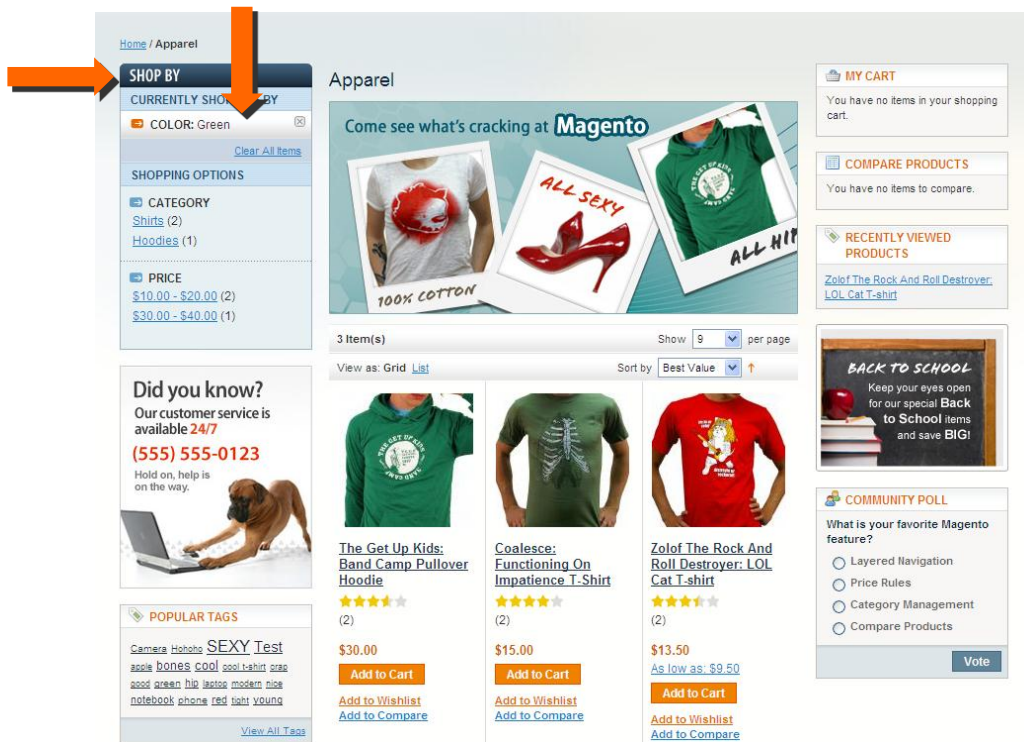 Home / Apparel
SHOP BY
CURRENTLY SHO BY
COLOR: Green
Clear All Items
SHOPPING OPTIONS
CATEGORY
Shirts (2)
Hoodies (1)
PRICE
$10.00 - $20.00 (2)
$30.00 - $40.00 (1)
Did you know?
Our customer service is
available 24/7
(555) 555-0123
Hold on, help is
on the way.
POPULAR TAGS
Camera Hohoho SEXY Test
apple bones cool cool t-shirt crap
good green hip laptop modern nice
notebook phone red tight young
View All Tags
Apparel
Come see what's cracking at Magento
100% COTTON
ALL SEXY
THE GET UP KIDS
BAND CAMP
ALL HIP
3 Item(s)
Show 9 per page
View as: Grid List
Sort by Best Value
THE GET UP KIDS
BAND CAMP
The Get Up Kids:
Band Camp Pullover
Hoodie
(2)
$30.00
Add to Cart
Add to Wishlist
Add to Compare
Coalesce:
Functioning On
Impatience T-Shirt
(2)
$15.00
Add to Cart
Add to Wishlist
Add to Compare
Zolof The Rock And
Roll Destroyer: LOL
Cat T-shirt
(2)
$13.50
As low as: $9.50
Add to Cart
Add to Wishlist
Add to Compare
MY CART
You have no items in your shopping
cart.
COMPARE PRODUCTS
You have no items to compare.
RECENTLY VIEWED
PRODUCTS
Zolof The Rock And Roll Destroyer:
LOL Cat T-shirt
BACK TO SCHOOL
Keep your eyes open
for our special Back
to School items
and save BIG!
COMMUNITY POLL
What is your favorite Magento
feature?
Layered Navigation
Price Rules
Category Management
Compare Products
Vote